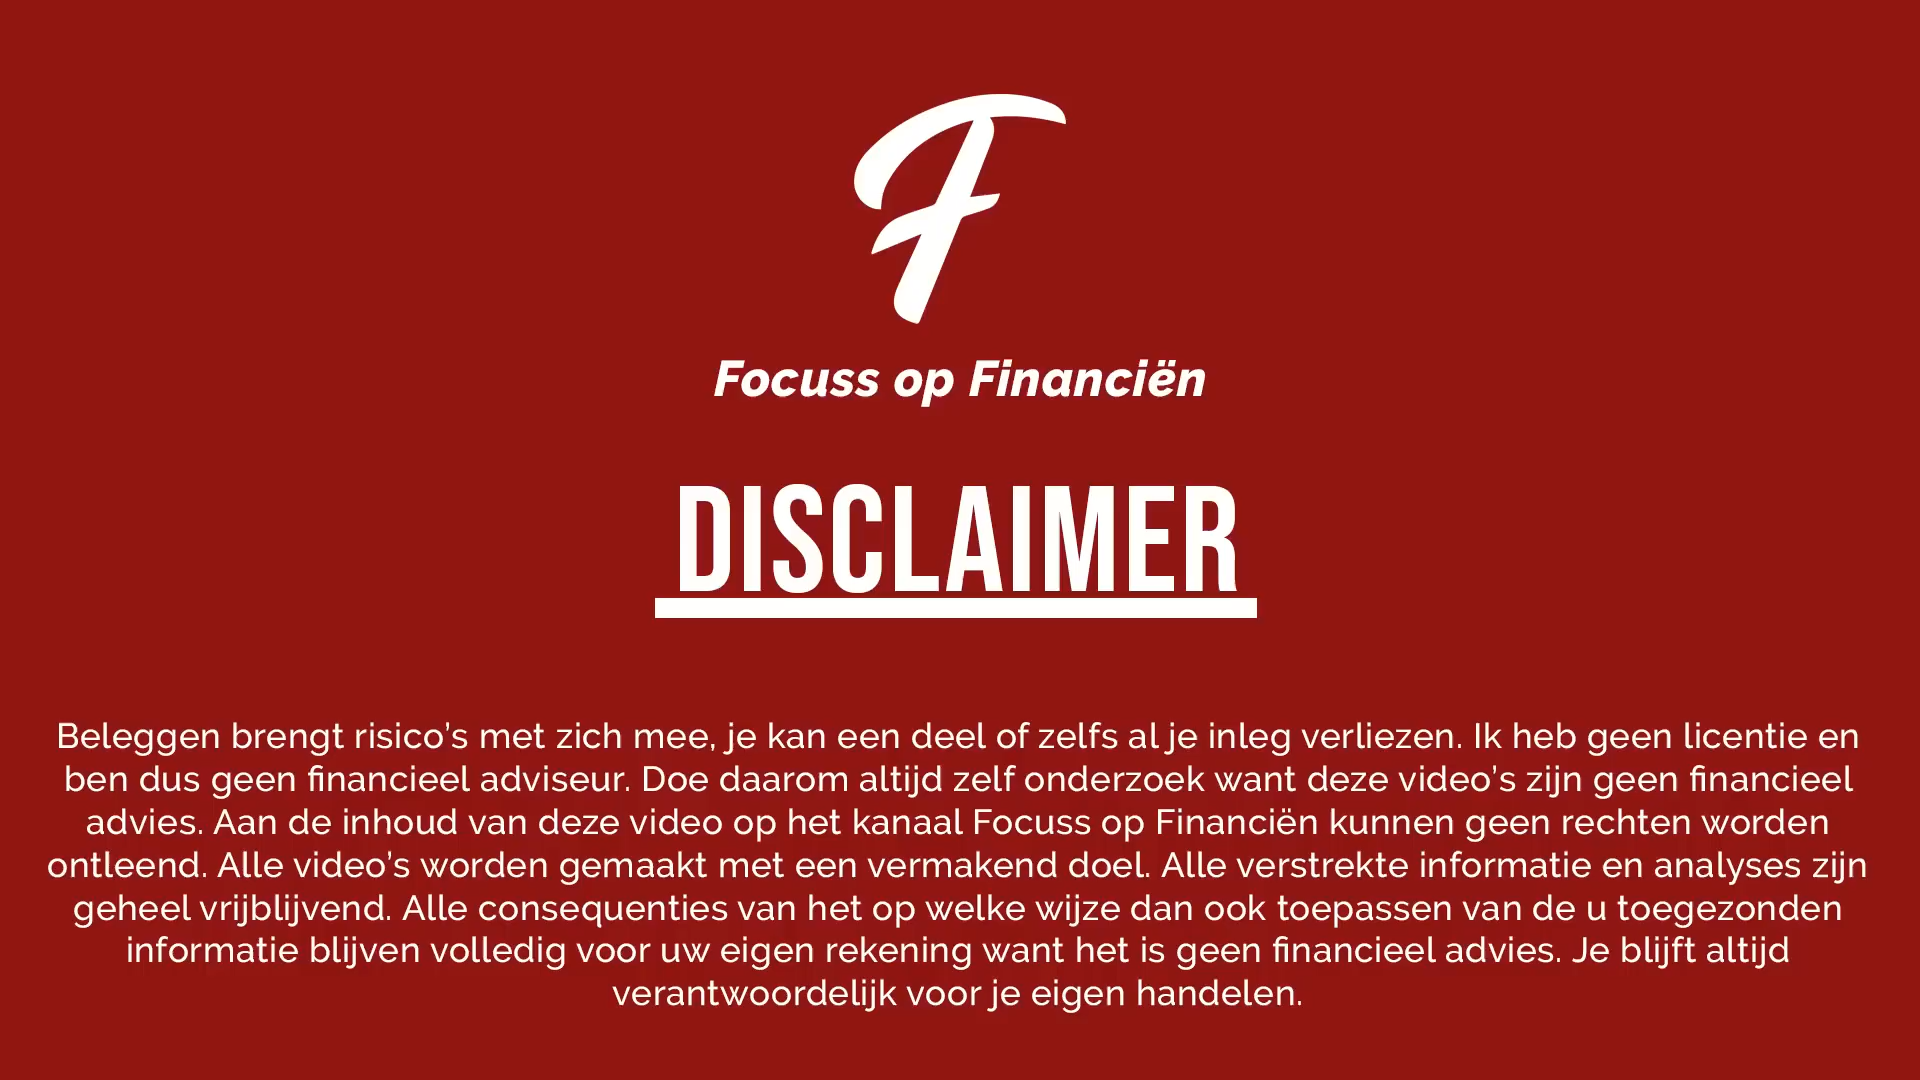 F
Focuss op Financiën
DISCLAIMER
Beleggen brengt risico’s met zich mee, je kan een deel of zelfs al je inleg verliezen. Ik heb geen licentie en
ben dus geen financieel adviseur. Doe daarom altijd zelf onderzoek want deze video’s zijn geen financieel
advies. Aan de inhoud van deze video op het kanaal Focuss op Financiën kunnen geen rechten worden
ontleend. Alle video’s worden gemaakt met een vermakend doel. Alle verstrekte informatie en analyses zijn
geheel vrijblijvend. Alle consequenties van het op welke wijze dan ook toepassen van de u toegezonden
informatie blijven volledig voor uw eigen rekening want het is geen financieel advies. Je blijft altijd
verantwoordelijk voor je eigen handelen.